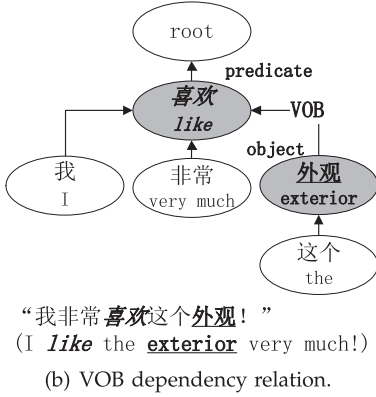 root
predicate
喜欢
like
VOB
object
我
I
非常
very much
外观
exterior
这个
the
“我非常喜欢这个外观！”
(I like the exterior very much!)
(b) VOB dependency relation.